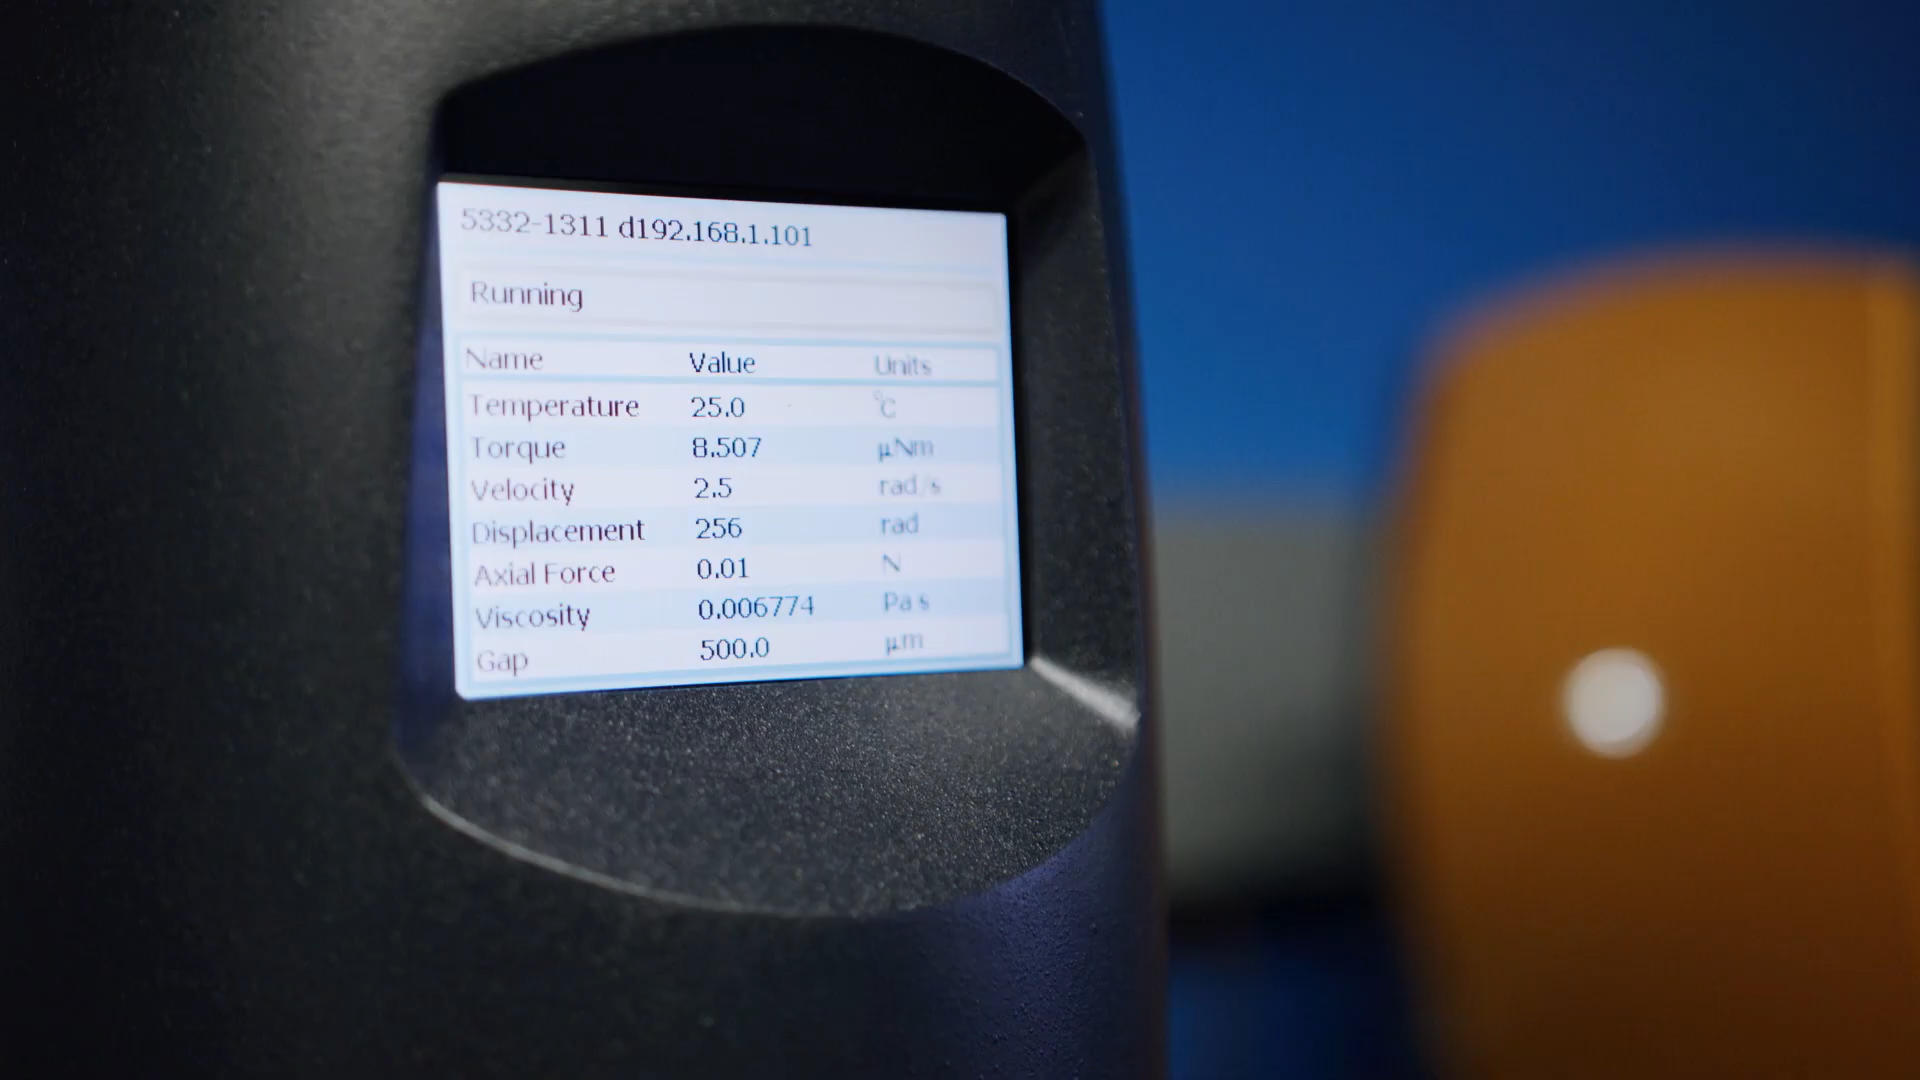 5332-1311 d192.168.1.101
Running
Name Value Units
Temperature 25.0 °C
Torque 8.507 μNm
Velocity 2.5 rad/s
Displacement 256 rad
Axial Force 0.01 N
Viscosity 0.006774 Pa s
Gap 500.0 μm